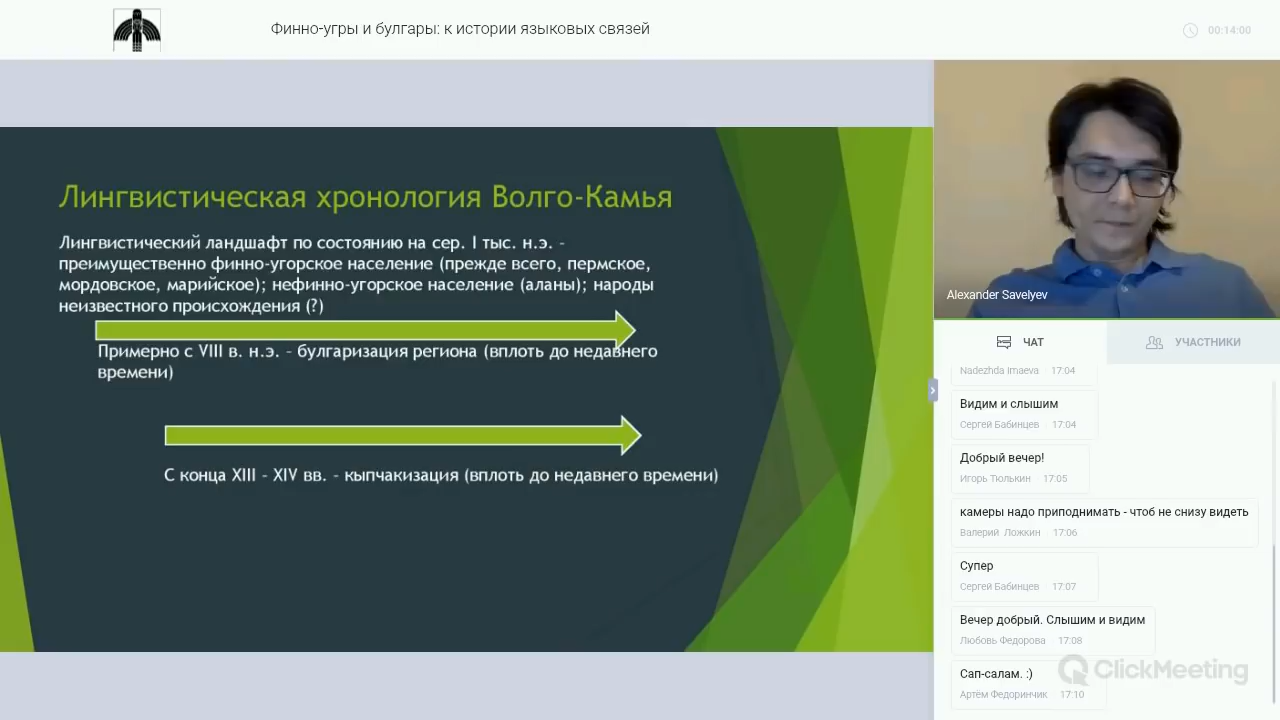 Финно-угры и булгары: к истории языковых связей
00:14:00
Лингвистическая хронология Волго-Камья
Лингвистический ландшафт по состоянию на сер. I тыс. н.э. -
преимущественно финно-угорское население (прежде всего, пермское,
мордовское, марийское); нефинно-угорское население (аланы); народы
неизвестного происхождения (?)
Примерно с VIII в. н.э. - булгаризация региона (вплоть до недавнего
времени)
С конца XIII - XIV вв. - кыпчакизация (вплоть до недавнего времени)
Alexander Savelyev
ЧАТ
УЧАСТНИКИ
Nadezhda Imaeva 17:04
Видим и слышим
Сергей Бабинцев 17:04
Добрый вечер!
Игорь Тюлькин 17:05
камеры надо приподнимать - чтоб не снизу видеть
Валерий Ложкин 17:06
Супер
Сергей Бабинцев 17:07
Вечер добрый. Слышим и видим
Любовь Федорова 17:08
Сап-салам. :)
Артём Федоринчик 17:10
ClickMeeting